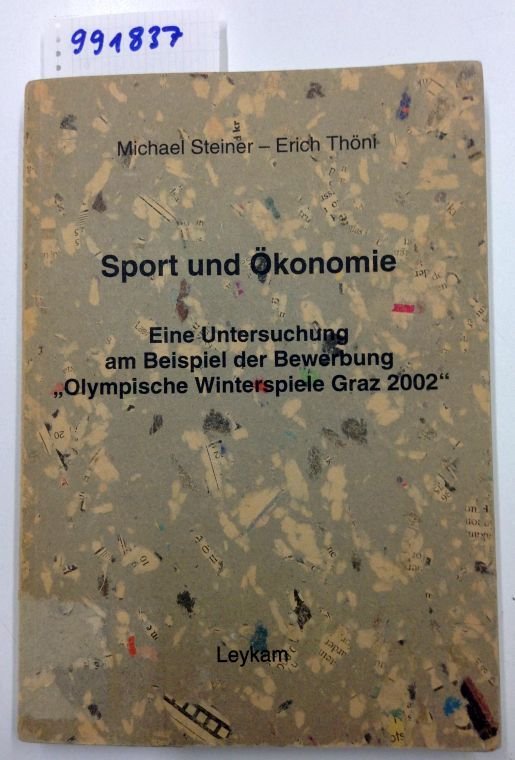 991837
Michael Steiner – Erich Thöni
Sport und Ökonomie
Eine Untersuchung
am Beispiel der Bewerbung
„Olympische Winterspiele Graz 2002“
Leykam